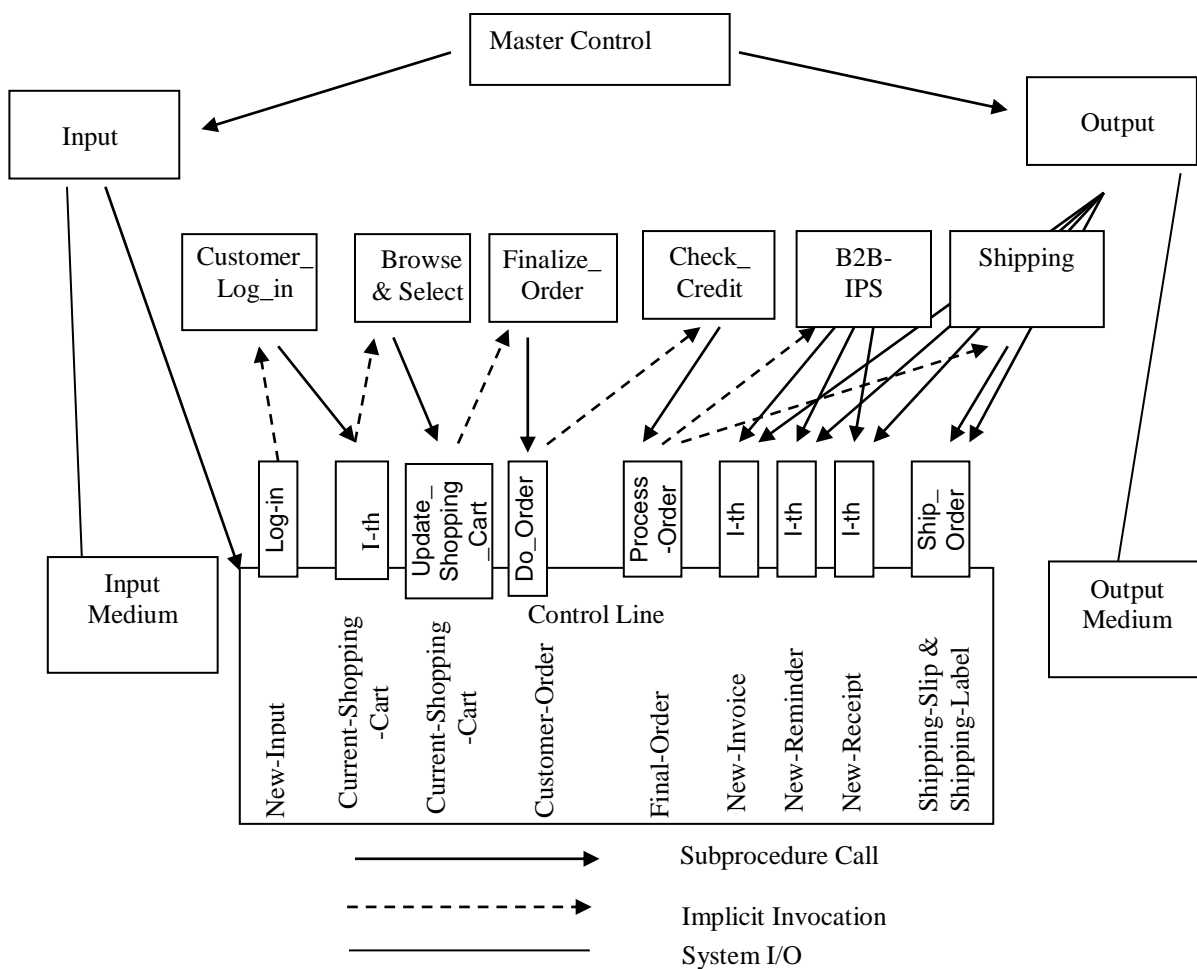 Master Control
Input
Output
Customer_
Log_in
Browse
& Select
Finalize_
Order
Check_
Credit
B2B-
IPS
Shipping
Log-in
I-th
Update_
Shopping
_Cart
Do_Order
Process
-Order
I-th
I-th
I-th
Ship_
Order
Input
Medium
Output
Medium
Control Line
New-Input
Current-Shopping
-Cart
Current-Shopping
-Cart
Customer-Order
Final-Order
New-Invoice
New-Reminder
New-Receipt
Shipping-Slip &
Shipping-Label
Subprocedure Call
Implicit Invocation
System I/O